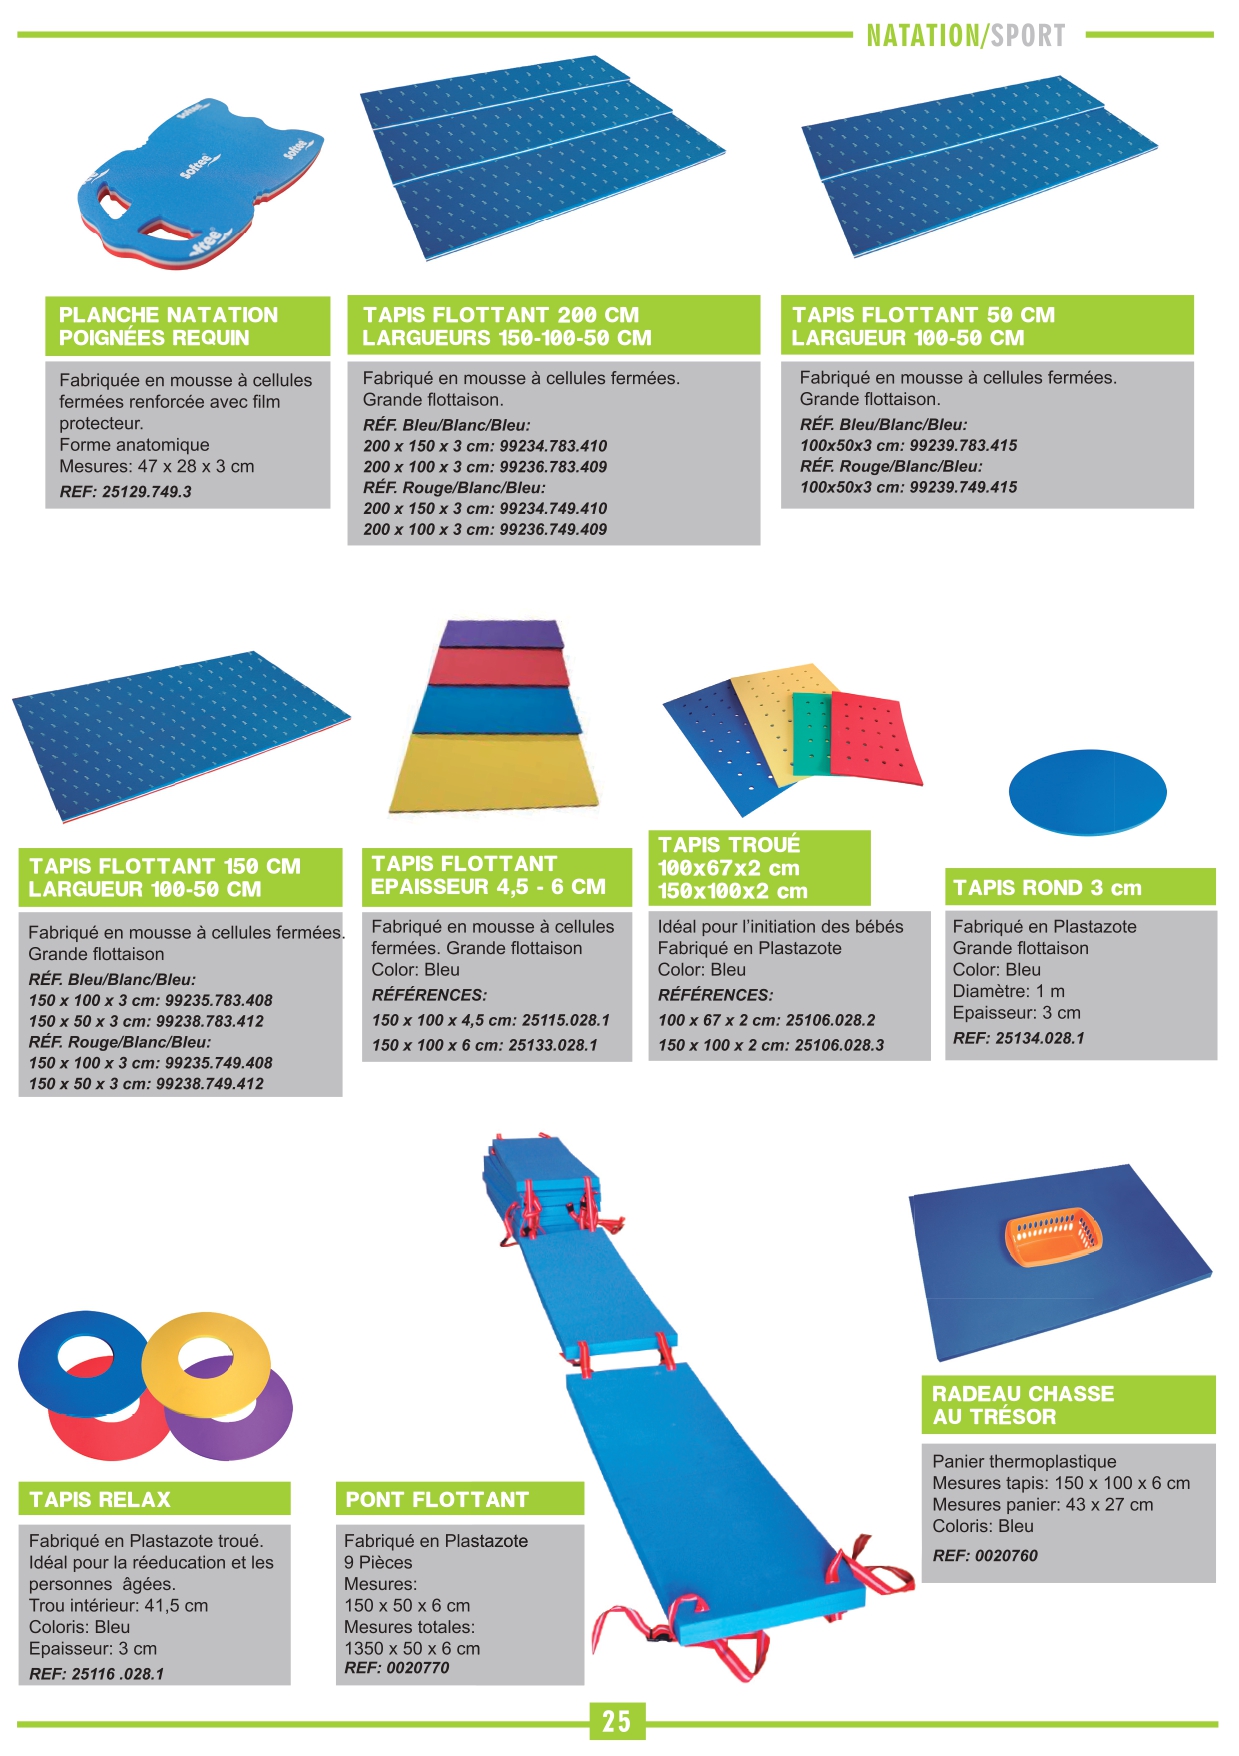 NATATION/SPORT
softee
softee
softee
PLANCHE NATATION
POIGNÉES REQUIN
Fabriquée en mousse à cellules
fermées renforcée avec film
protecteur.
Forme anatomique
Mesures: 47 x 28 x 3 cm
REF: 25129.749.3
TAPIS FLOTTANT 200 CM
LARGUEURS 150-100-50 CM
Fabriqué en mousse à cellules fermées.
Grande flottaison.
RÉF. Bleu/Blanc/Bleu:
200 x 150 x 3 cm: 99234.783.410
200 x 100 x 3 cm: 99236.783.409
RÉF. Rouge/Blanc/Bleu:
200 x 150 x 3 cm: 99234.749.410
200 x 100 x 3 cm: 99236.749.409
TAPIS FLOTTANT 50 CM
LARGUEUR 100-50 CM
Fabriqué en mousse à cellules fermées.
Grande flottaison.
RÉF. Bleu/Blanc/Bleu:
100x50x3 cm: 99239.783.415
RÉF. Rouge/Blanc/Bleu:
100x50x3 cm: 99239.749.415
TAPIS FLOTTANT 150 CM
LARGUEUR 100-50 CM
Fabriqué en mousse à cellules fermées.
Grande flottaison
RÉF. Bleu/Blanc/Bleu:
150 x 100 x 3 cm: 99235.783.408
150 x 50 x 3 cm: 99238.783.412
RÉF. Rouge/Blanc/Bleu:
150 x 100 x 3 cm: 99235.749.408
150 x 50 x 3 cm: 99238.749.412
TAPIS FLOTTANT
EPAISSEUR 4,5 - 6 CM
Fabriqué en mousse à cellules
fermées. Grande flottaison
Color: Bleu
RÉFÉRENCES:
150 x 100 x 4,5 cm: 25115.028.1
150 x 100 x 6 cm: 25133.028.1
TAPIS TROUÉ
100x67x2 cm
150x100x2 cm
Idéal pour l'initiation des bébés
Fabriqué en Plastazote
Color: Bleu
RÉFÉRENCES:
100 x 67 x 2 cm: 25106.028.2
150 x 100 x 2 cm: 25106.028.3
TAPIS ROND 3 cm
Fabriqué en Plastazote
Grande flottaison
Color: Bleu
Diamètre: 1 m
Epaisseur: 3 cm
REF: 25134.028.1
TAPIS RELAX
Fabriqué en Plastazote troué.
Idéal pour la réeducation et les
personnes âgées.
Trou intérieur: 41,5 cm
Coloris: Bleu
Epaisseur: 3 cm
REF: 25116 .028.1
PONT FLOTTANT
Fabriqué en Plastazote
9 Pièces
Mesures:
150 x 50 x 6 cm
Mesures totales:
1350 x 50 x 6 cm
REF: 0020770
RADEAU CHASSE
AU TRÉSOR
Panier thermoplastique
Mesures tapis: 150 x 100 x 6 cm
Mesures panier: 43 x 27 cm
Coloris: Bleu
REF: 0020760
25